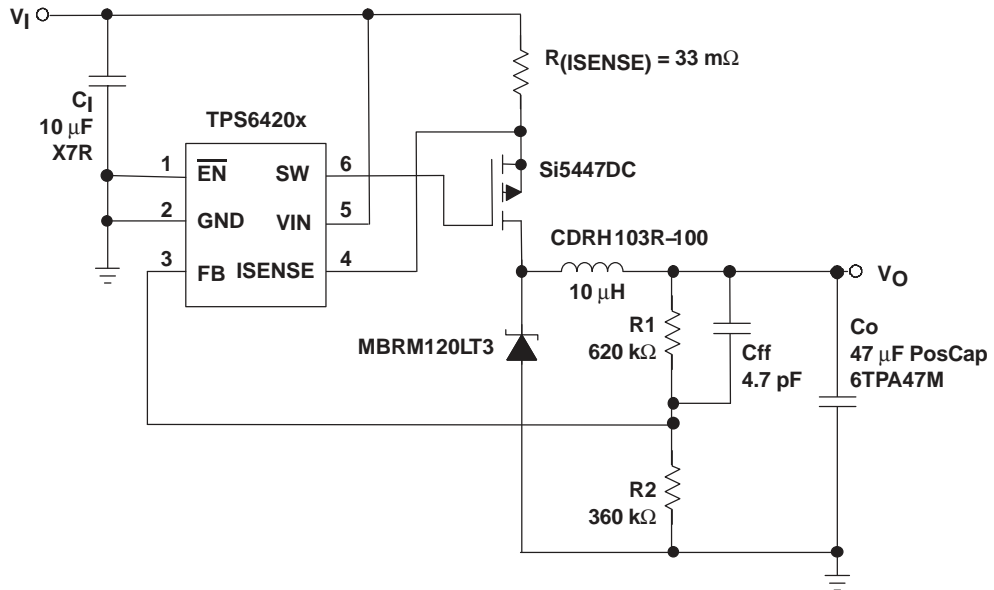 VI
R(ISENSE) = 33 mΩ
CI
10 μF
X7R
TPS6420x
1
EN
SW
6
Si5447DC
2
GND
VIN
5
3
FB
ISENSE
4
CDRH103R–100
10 μH
VO
MBRM120LT3
R1
620 kΩ
Cff
4.7 pF
Co
47 μF PosCap
6TPA47M
R2
360 kΩ